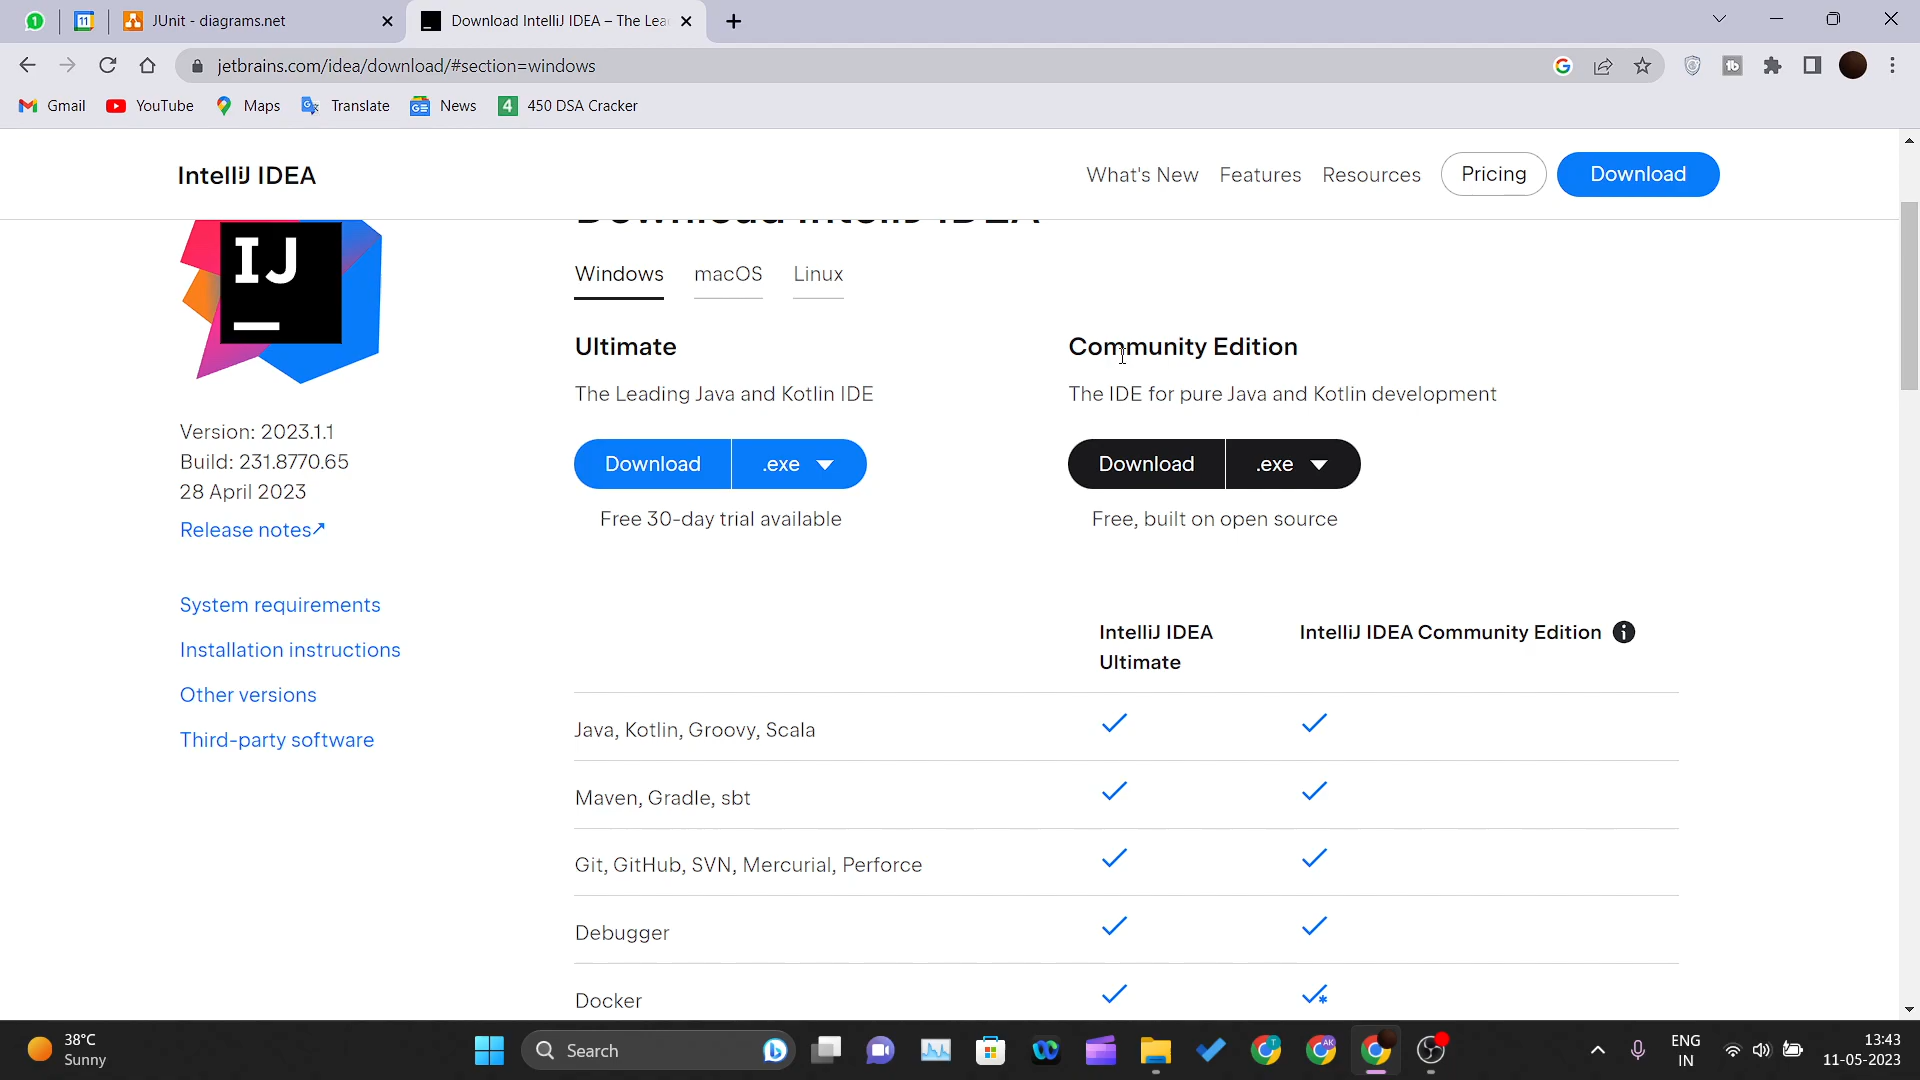 11
JUnit - diagrams.net
Download IntelliJ IDEA – The Lea
jetbrains.com/idea/download/#section=windows
Gmail
YouTube
Maps
Translate
News
4
450 DSA Cracker
IntelliJ IDEA
What's New
Features
Resources
Pricing
Download
Download IntelliJ IDEA
IJ
Windows
macOS
Linux
Ultimate
Community Edition
The Leading Java and Kotlin IDE
The IDE for pure Java and Kotlin development
Version: 2023.1.1
Build: 231.8770.65
28 April 2023
Release notes↗
Download
.exe
Download
.exe
Free 30-day trial available
Free, built on open source
System requirements
Installation instructions
Other versions
Third-party software
IntelliJ IDEA
Ultimate
IntelliJ IDEA Community Edition
Java, Kotlin, Groovy, Scala
Maven, Gradle, sbt
Git, GitHub, SVN, Mercurial, Perforce
Debugger
Docker
38°C
Sunny
Search
ENG
IN
13:43
11-05-2023